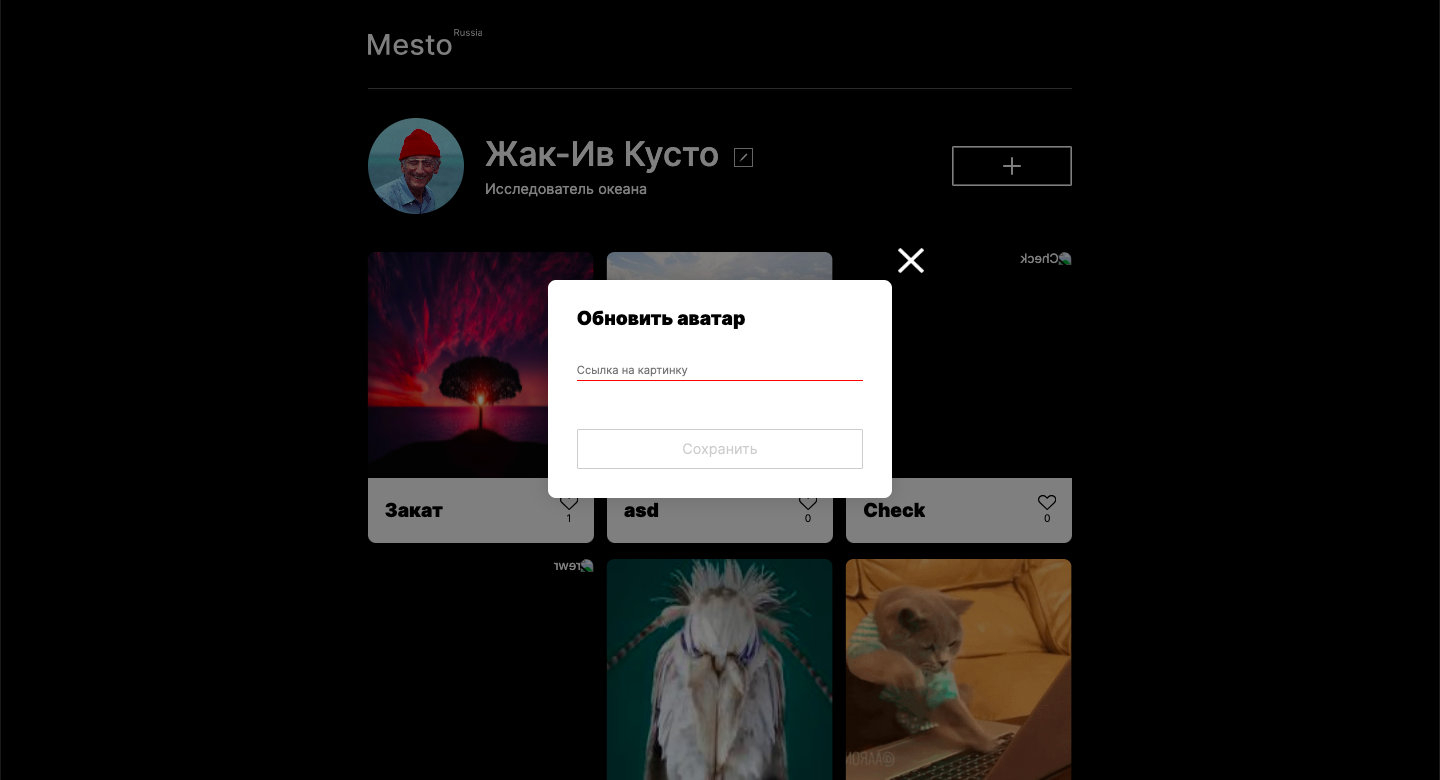 Mesto Russia
Жак-Ив Кусто
Исследователь океана
Check
Обновить аватар
Ссылка на картинку
Сохранить
Закат
1
asd
0
Check
0